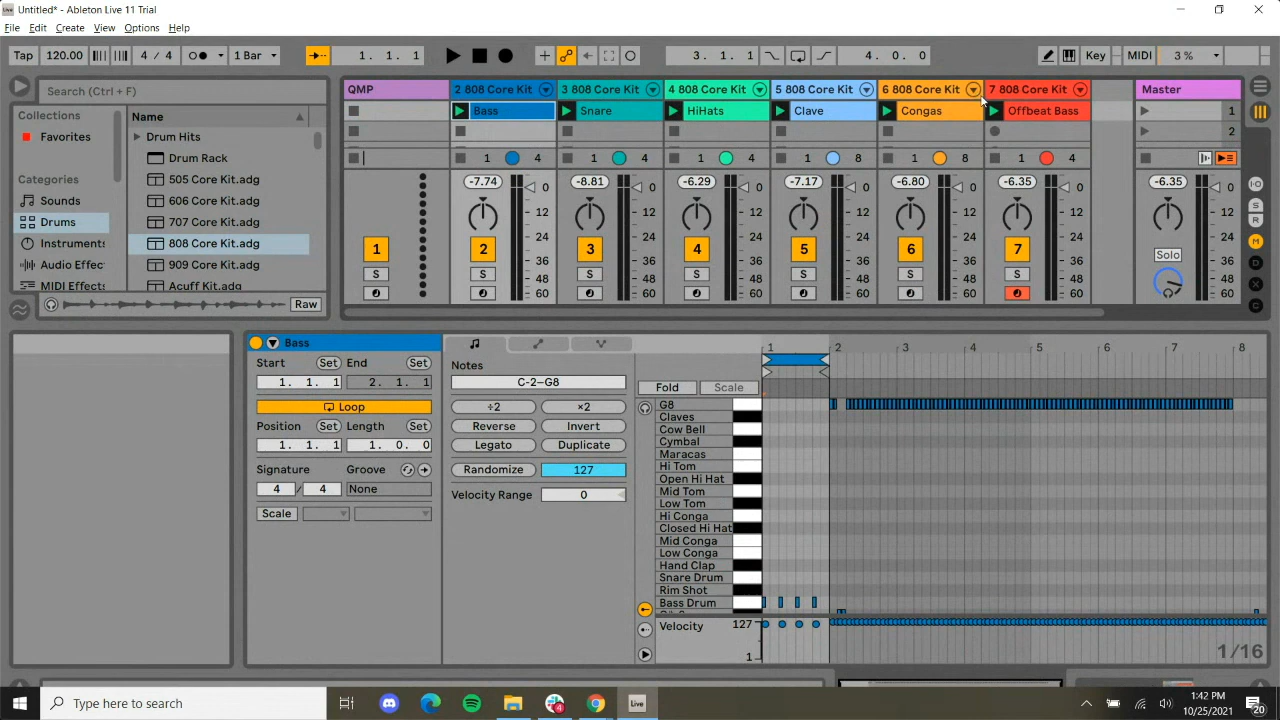 Untitled* - Ableton Live 11 Trial
File Edit Create View Options Help
Tap 120.00 4 / 4 1 Bar 1. 1. 1 3. 1. 1 4. 0. 0 Key MIDI 3 %
Search (Ctrl + F)
Collections
Favorites
Categories
Sounds
Drums
Instruments
Audio Effec
MIDI Effects
Name
Drum Hits
Drum Rack
505 Core Kit.adg
606 Core Kit.adg
707 Core Kit.adg
808 Core Kit.adg
909 Core Kit.adg
Acuff Kit.adg
Raw
QMP 2 808 Core Kit 3 808 Core Kit 4 808 Core Kit 5 808 Core Kit 6 808 Core Kit 7 808 Core Kit Master
Bass Snare HiHats Clave Congas Offbeat Bass 1
2
1 4 1 4 1 4 1 8 1 8 1 4
-7.74 0 -8.81 0 -6.29 0 -7.17 0 -6.80 0 -6.35 0 -6.35 0
12 12 12 12 12 12 12
24 24 24 24 24 24 24
1 2 3 4 5 6 7 Solo
36 36 36 36 36 36 36
S S S S S S S
48 48 48 48 48 48 48
60 60 60 60 60 60 60
I·O
S
R
M
D
X
C
Bass
Start Set End Set
1. 1. 1 2. 1. 1
Loop
Position Set Length Set
1. 1. 1 1. 0. 0
Signature Groove
4 / 4 None
Scale
Notes
C-2–G8
÷2 ×2
Reverse Invert
Legato Duplicate
Randomize 127
Velocity Range 0
1 2 3 4 5 6 7 8
Fold Scale
G8
Claves
Cow Bell
Cymbal
Maracas
Hi Tom
Open Hi Hat
Mid Tom
Low Tom
Hi Conga
Closed Hi Hat
Mid Conga
Low Conga
Hand Clap
Snare Drum
Rim Shot
Bass Drum
Velocity 127
1
1/16
Type here to search
Live
1:42 PM
10/25/2021
20